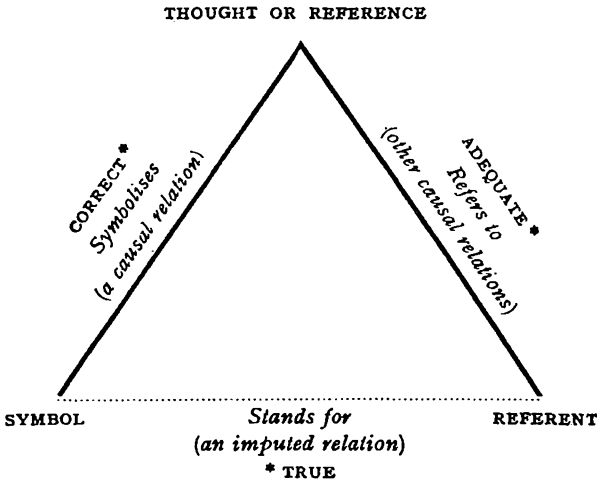 THOUGHT OR REFERENCE
CORRECT*
Symbolises
(a causal relation)
ADEQUATE*
Refers to
(other causal relations)
SYMBOL
Stands for
(an imputed relation)
* TRUE
REFERENT